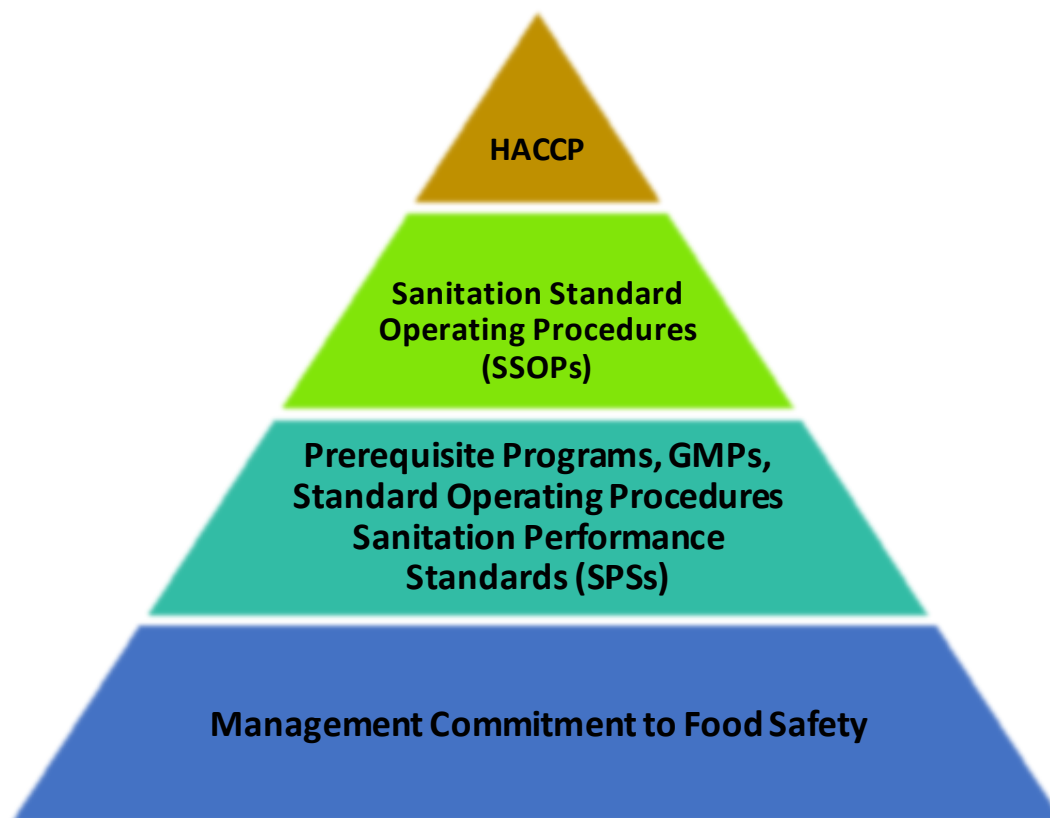 HACCP
Sanitation Standard
Operating Procedures
(SSOPs)
Prerequisite Programs, GMPs,
Standard Operating Procedures
Sanitation Performance
Standards (SPSs)
Management Commitment to Food Safety